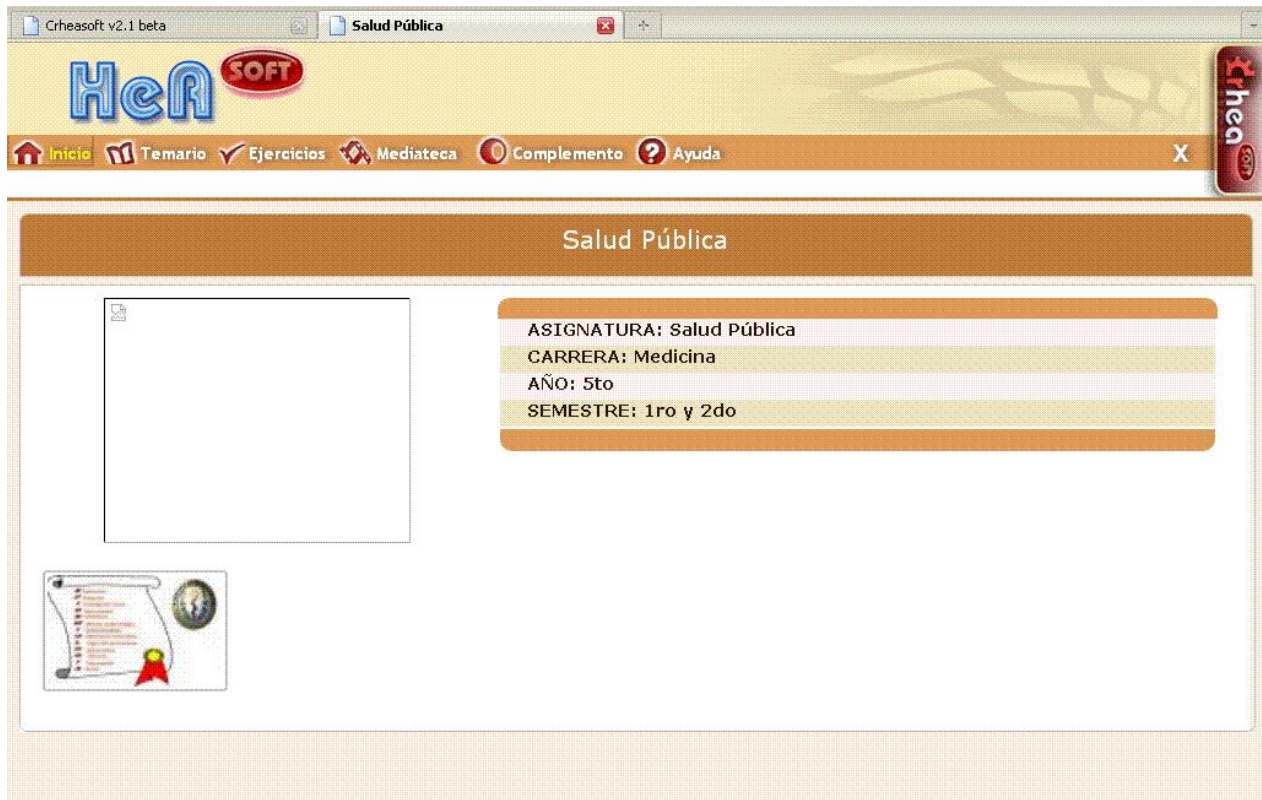 Crheasoft v2.1 beta
Salud Pública
HeA SOFT
Inicio Temario Ejercicios Mediateca Complemento Ayuda X
Crhea soft
Salud Pública
ASIGNATURA: Salud Pública
CARRERA: Medicina
AÑO: 5to
SEMESTRE: 1ro y 2do